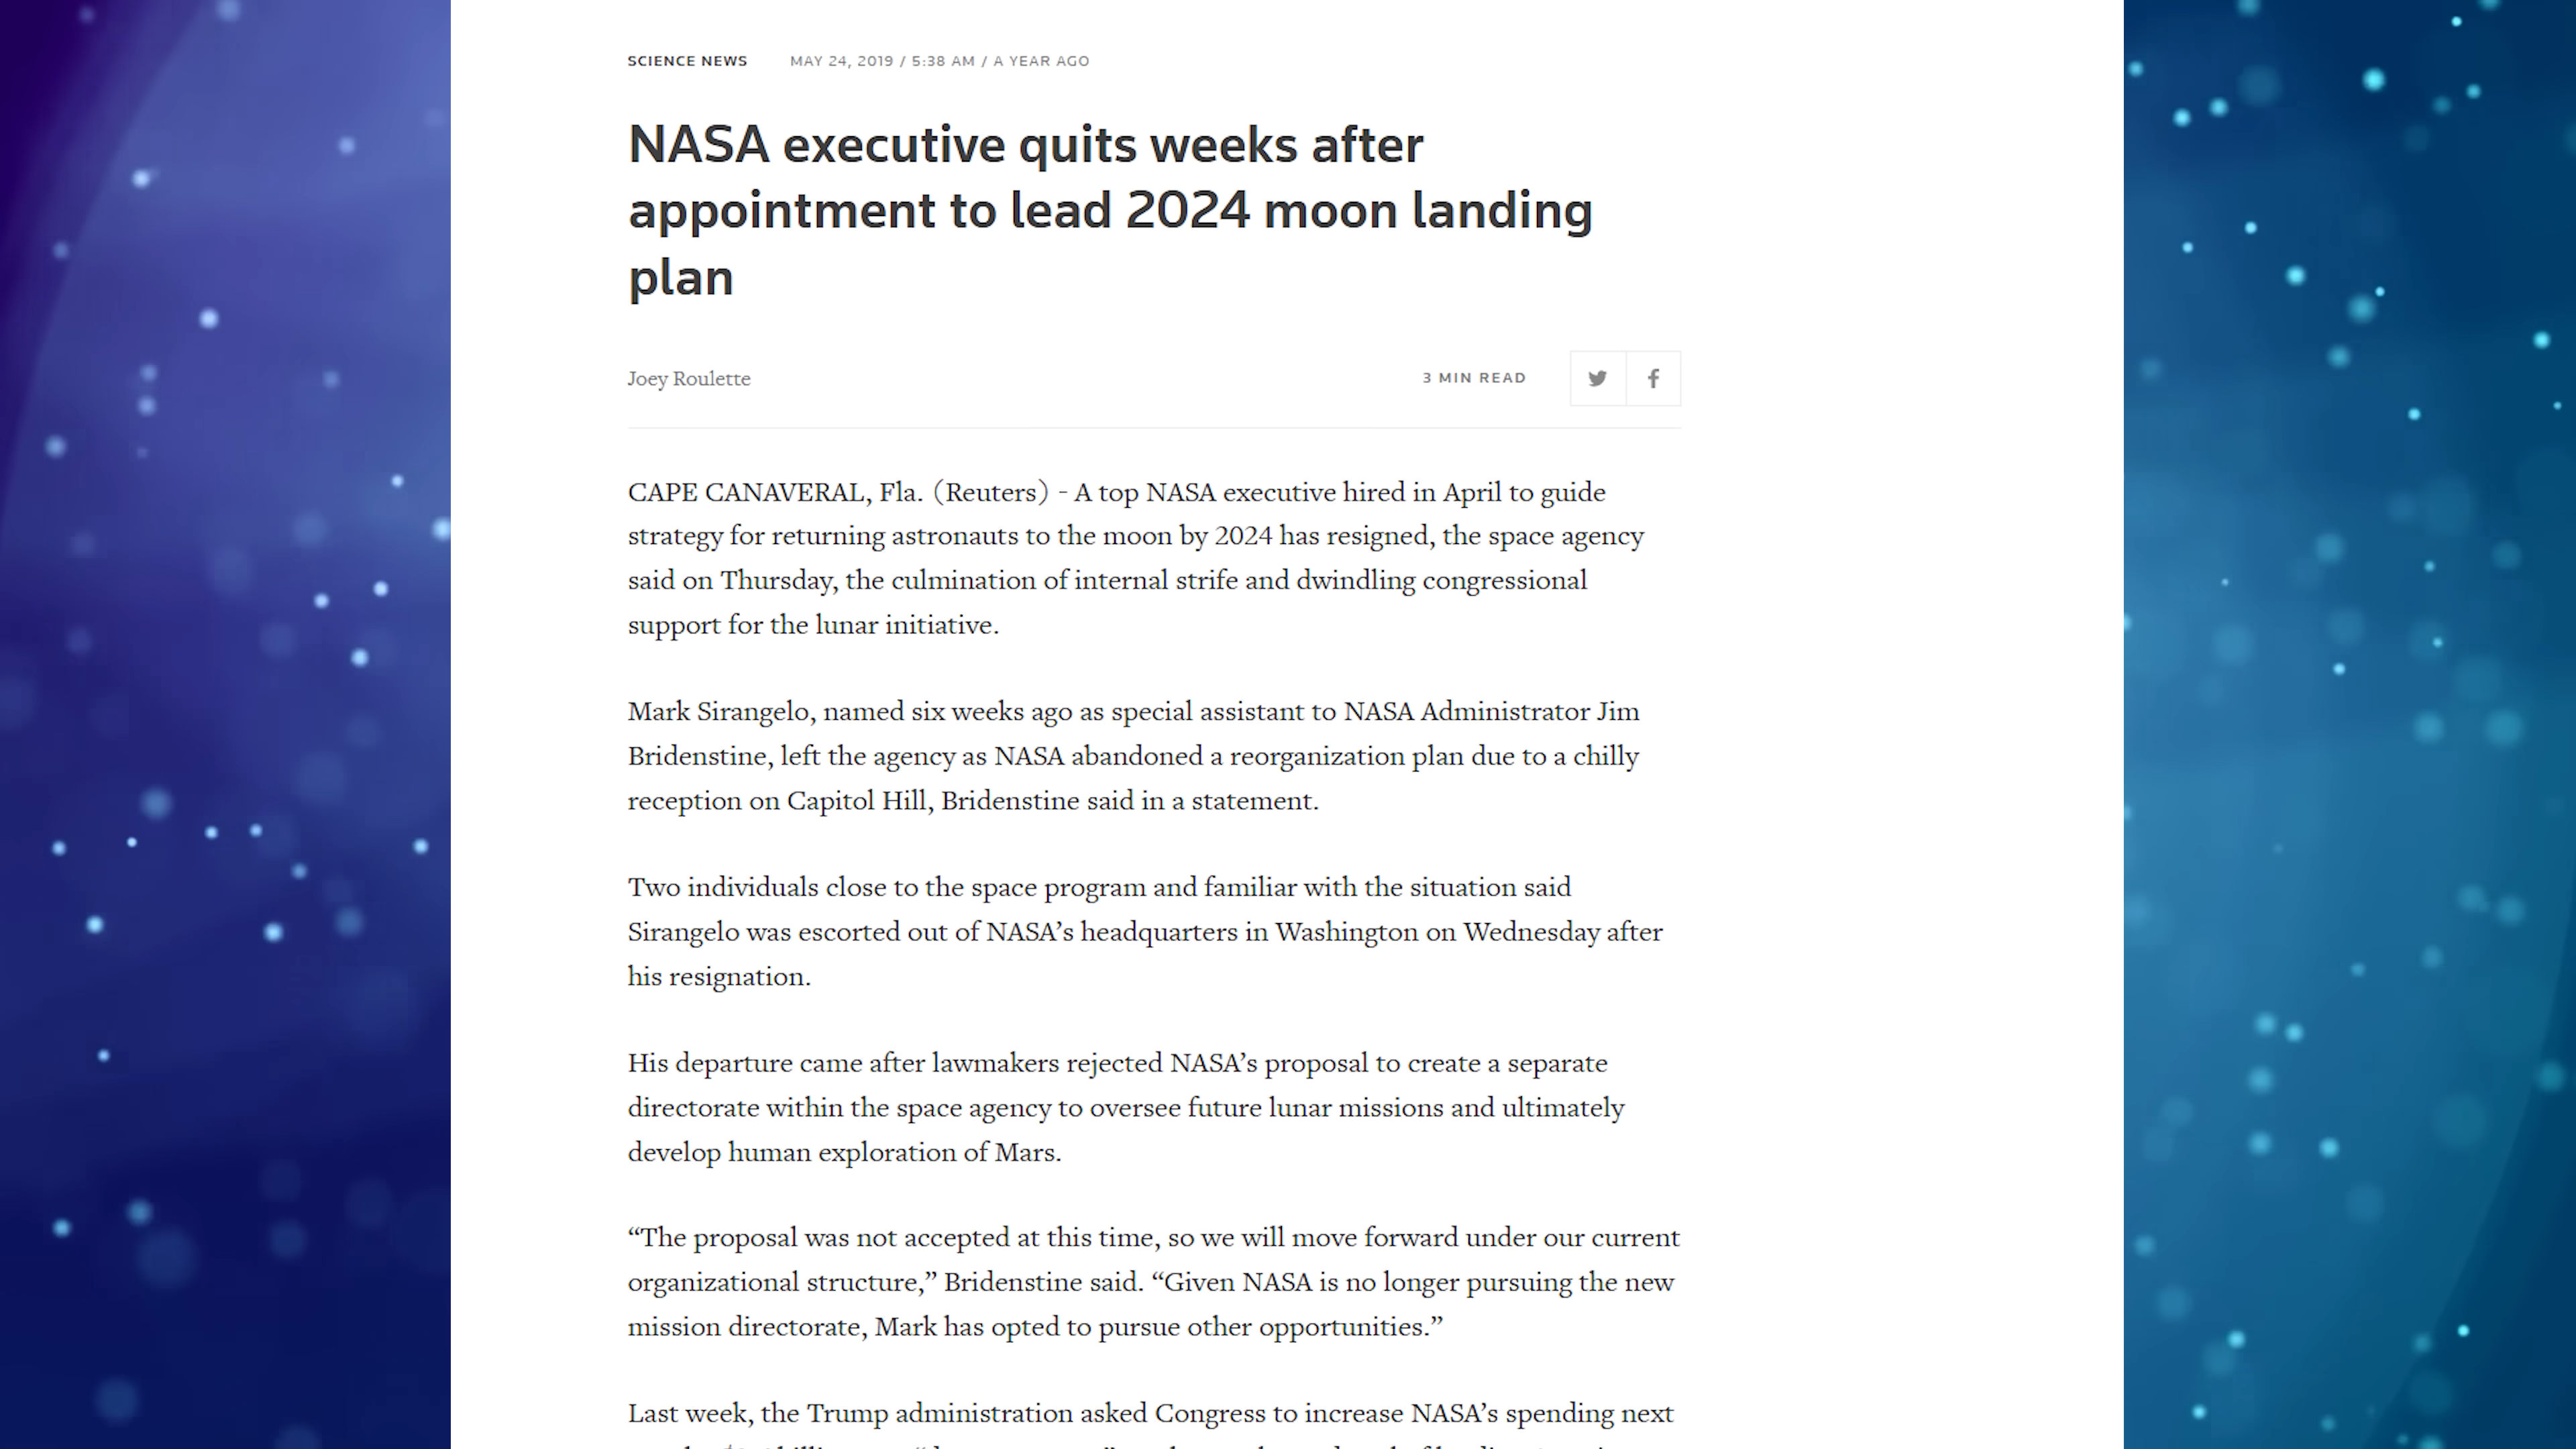 SCIENCE NEWS MAY 24, 2019 / 5:38 AM / A YEAR AGO
NASA executive quits weeks after
appointment to lead 2024 moon landing
plan
Joey Roulette 3 MIN READ
CAPE CANAVERAL, Fla. (Reuters) - A top NASA executive hired in April to guide
strategy for returning astronauts to the moon by 2024 has resigned, the space agency
said on Thursday, the culmination of internal strife and dwindling congressional
support for the lunar initiative.
Mark Sirangelo, named six weeks ago as special assistant to NASA Administrator Jim
Bridenstine, left the agency as NASA abandoned a reorganization plan due to a chilly
reception on Capitol Hill, Bridenstine said in a statement.
Two individuals close to the space program and familiar with the situation said
Sirangelo was escorted out of NASA’s headquarters in Washington on Wednesday after
his resignation.
His departure came after lawmakers rejected NASA’s proposal to create a separate
directorate within the space agency to oversee future lunar missions and ultimately
develop human exploration of Mars.
“The proposal was not accepted at this time, so we will move forward under our current
organizational structure,” Bridenstine said. “Given NASA is no longer pursuing the new
mission directorate, Mark has opted to pursue other opportunities.”
Last week, the Trump administration asked Congress to increase NASA’s spending next